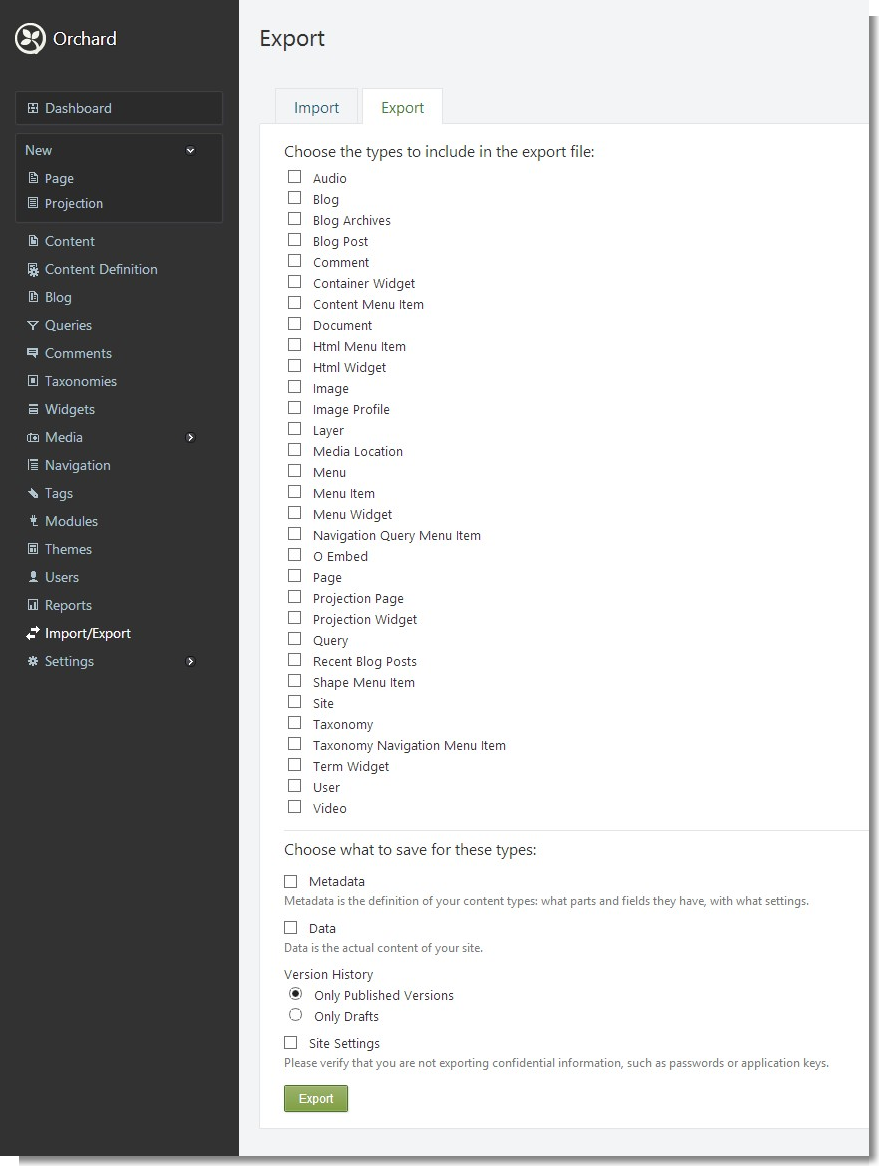 Orchard
Dashboard
New
Page
Projection
Content
Content Definition
Blog
Queries
Comments
Taxonomies
Widgets
Media
Navigation
Tags
Modules
Themes
Users
Reports
Import/Export
Settings
Export
Import
Export
Choose the types to include in the export file:
Audio
Blog
Blog Archives
Blog Post
Comment
Container Widget
Content Menu Item
Document
Html Menu Item
Html Widget
Image
Image Profile
Layer
Media Location
Menu
Menu Item
Menu Widget
Navigation Query Menu Item
O Embed
Page
Projection Page
Projection Widget
Query
Recent Blog Posts
Shape Menu Item
Site
Taxonomy
Taxonomy Navigation Menu Item
Term Widget
User
Video
Choose what to save for these types:
Metadata
Metadata is the definition of your content types: what parts and fields they have, with what settings.
Data
Data is the actual content of your site.
Version History
Only Published Versions
Only Drafts
Site Settings
Please verify that you are not exporting confidential information, such as passwords or application keys.
Export